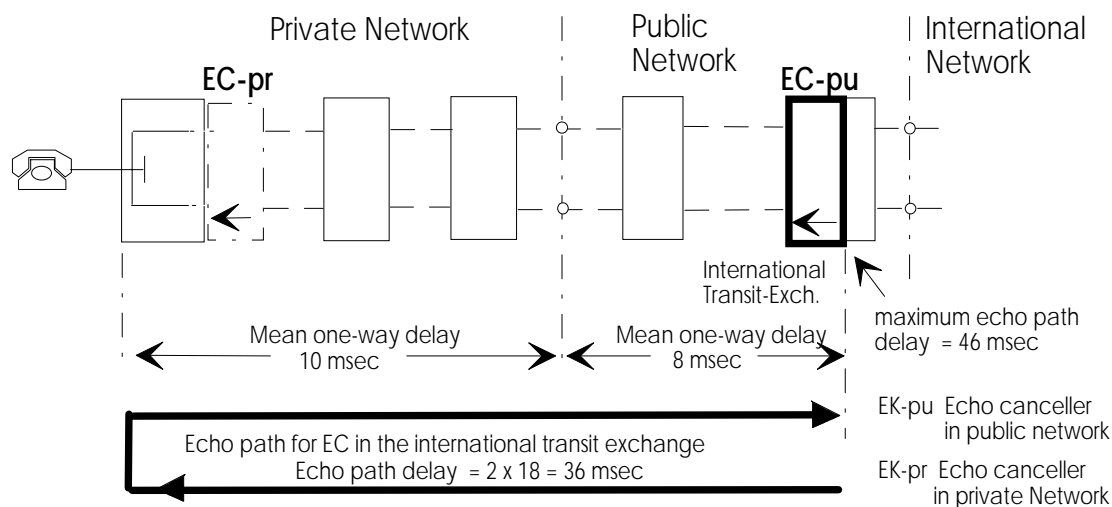 Private Network
Public
Network
International
Network
EC-pr
EC-pu
International
Transit-Exch.
maximum echo path
delay = 46 msec
Mean one-way delay
10 msec
Mean one-way delay
8 msec
Echo path for EC in the international transit exchange
Echo path delay = 2 x 18 = 36 msec
EK-pu Echo canceller
in public network
EK-pr Echo canceller
in private Network